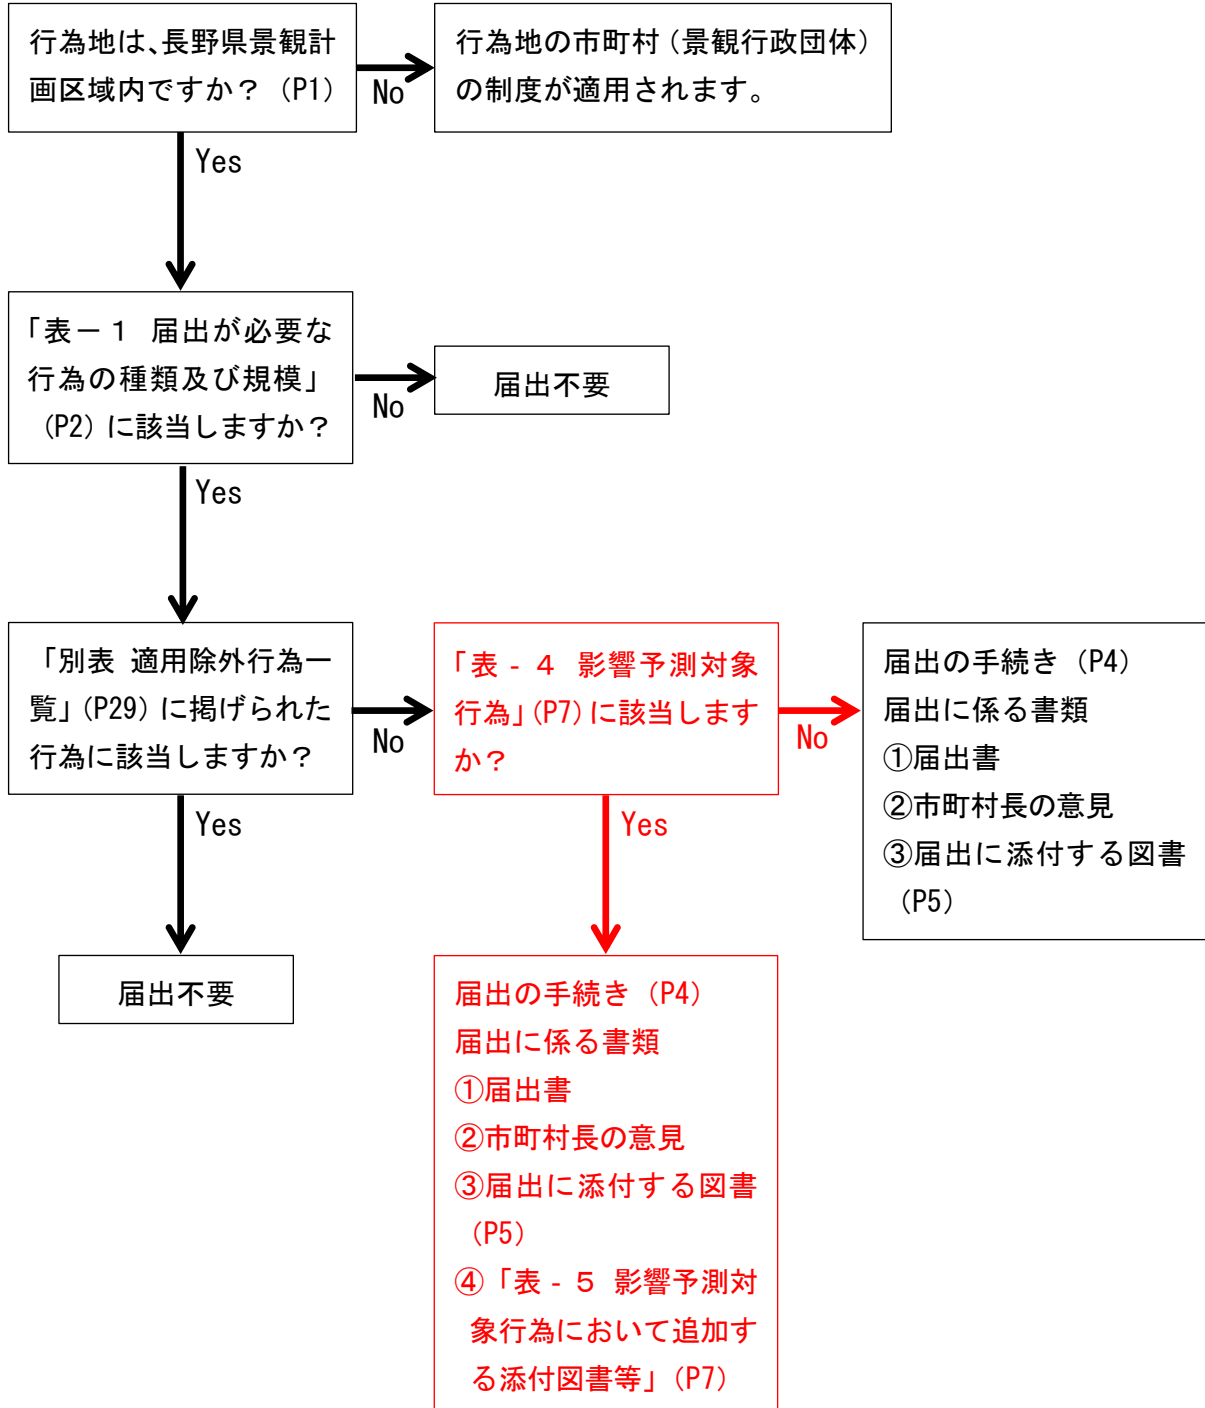 行為地は、長野県景観計
画区域内ですか？（P1）
No
行為地の市町村（景観行政団体）
の制度が適用されます。
Yes
「表－１ 届出が必要な
行為の種類及び規模」
（P2）に該当しますか？
No
届出不要
Yes
「別表 適用除外行為一
覧」（P29）に掲げられた
行為に該当しますか？
No
「表‐４ 影響予測対象
行為」（P7）に該当します
か？
No
届出の手続き（P4）
届出に係る書類
①届出書
②市町村長の意見
③届出に添付する図書
（P5）
Yes
Yes
届出不要
届出の手続き（P4）
届出に係る書類
①届出書
②市町村長の意見
③届出に添付する図書
（P5）
④「表‐５ 影響予測対
象行為において追加す
る添付図書等」（P7）